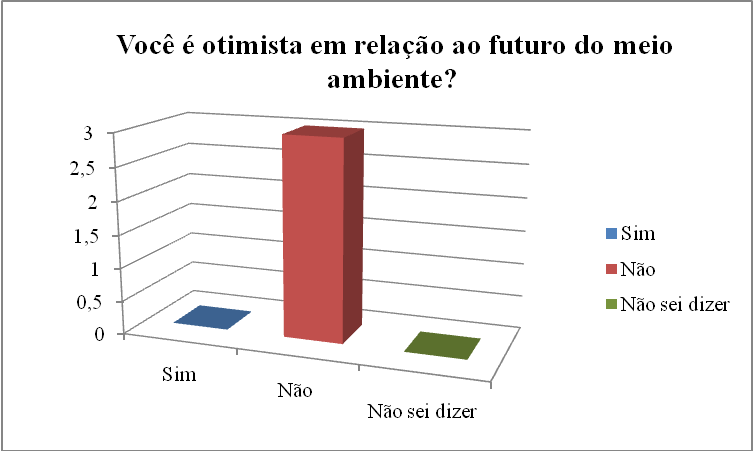 Você é otimista em relação ao futuro do meio
ambiente?
3
2,5
2
1,5
1
0,5
0
Sim
Não
Não sei dizer
Sim
Não
Não sei dizer